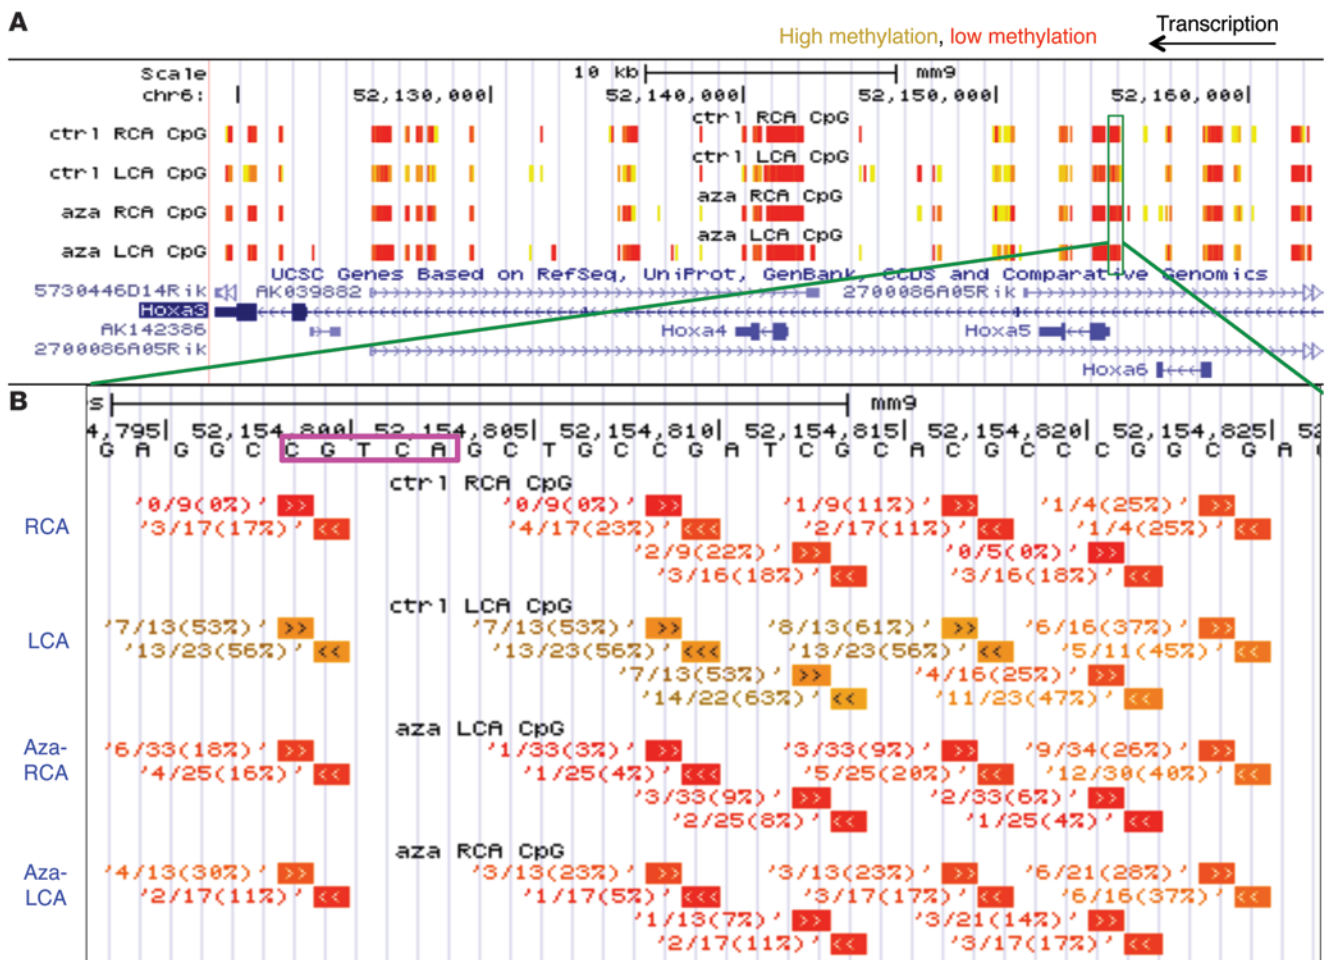 A
High methylation, low methylation
Transcription
Scale 10 kb mm9
chr6: 52,130,000| 52,140,000| 52,150,000| 52,160,000|
ctrl RCA CpG
ctrl RCA CpG
ctrl LCA CpG
ctrl LCA CpG
aza RCA CpG
aza RCA CpG
aza LCA CpG
aza LCA CpG
UCSC Genes Based on RefSeq, UniProt, GenBank, CCDS and Comparative Genomics
5730446D14Rik AK039882 2700086A05Rik
Hoxa3
AK142386 Hoxa4 Hoxa5
2700086A05Rik
Hoxa6
B
s mm9
4,795| 52,154,800| 52,154,805| 52,154,810| 52,154,815| 52,154,820| 52,154,825| 52
G A G G C C G T C A G C T G C C G A T C G C A C G C C C G G C G A
ctrl RCA CpG
RCA
'0/9(0%)' >> '0/9(0%)' >> '1/9(11%)' >> '1/4(25%)' >>
'3/17(17%)' << '4/17(23%)' <<< '2/17(11%)' << '1/4(25%)' <<
'2/9(22%)' >> '0/5(0%)' >>
'3/16(18%)' << '3/16(18%)' <<
ctrl LCA CpG
LCA
'7/13(53%)' >> '7/13(53%)' >> '8/13(61%)' >> '6/16(37%)' >>
'13/23(56%)' << '13/23(56%)' <<< '13/23(56%)' << '5/11(45%)' <<
'7/13(53%)' >> '4/16(25%)' >>
'14/22(63%)' << '11/23(47%)' <<
aza LCA CpG
Aza-
RCA
'6/33(18%)' >> '1/33(3%)' >> '3/33(9%)' >> '9/34(26%)' >>
'4/25(16%)' << '1/25(4%)' <<< '5/25(20%)' << '12/30(40%)' <<
'3/33(9%)' >> '2/33(6%)' >>
'2/25(8%)' << '1/25(4%)' <<
aza RCA CpG
Aza-
LCA
'4/13(30%)' >> '3/13(23%)' >> '3/13(23%)' >> '6/21(28%)' >>
'2/17(11%)' << '1/17(5%)' <<< '3/17(17%)' << '6/16(37%)' <<
'1/13(7%)' >> '3/21(14%)' >>
'2/17(11%)' << '3/17(17%)' <<